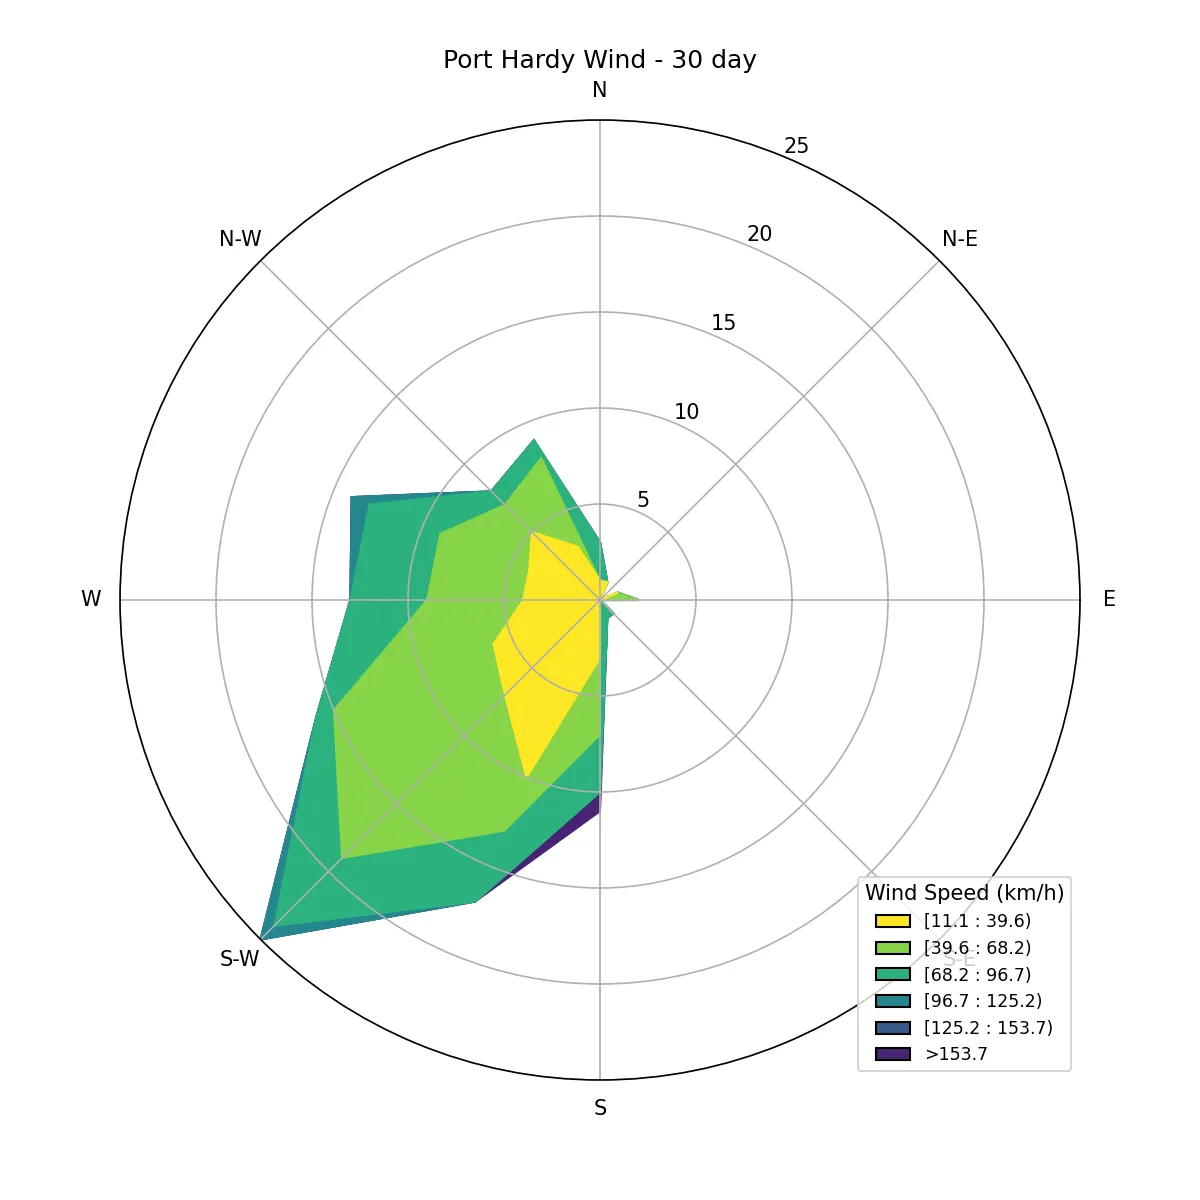 Port Hardy Wind - 30 day
N
25
N-W
N-E
20
15
10
5
W
E
S-W
S-E
Wind Speed (km/h)
[11.1 : 39.6)
[39.6 : 68.2)
[68.2 : 96.7)
[96.7 : 125.2)
[125.2 : 153.7)
>153.7
S